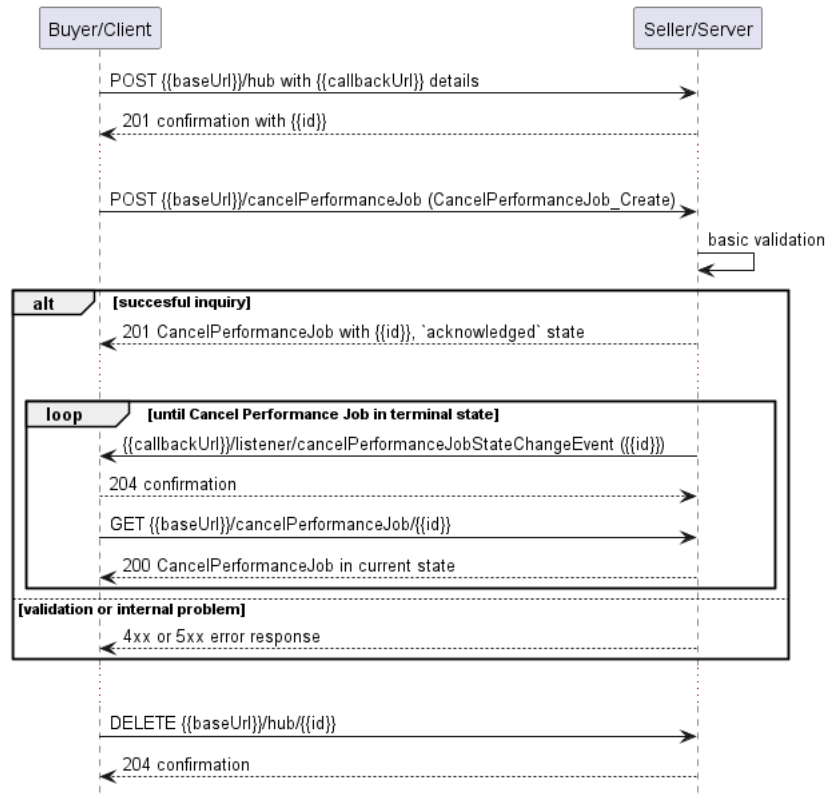 Buyer/Client
Seller/Server
POST {{baseUrl}}/hub with {{callbackUrl}} details
201 confirmation with {{id}}
POST {{baseUrl}}/cancelPerformanceJob (CancelPerformanceJob_Create)
basic validation
alt
[succesful inquiry]
201 CancelPerformanceJob with {{id}}, `acknowledged` state
loop
[until Cancel Performance Job in terminal state]
{{callbackUrl}}/listener/cancelPerformanceJobStateChangeEvent ({{id}})
204 confirmation
GET {{baseUrl}}/cancelPerformanceJob/{{id}}
200 CancelPerformanceJob in current state
[validation or internal problem]
4xx or 5xx error response
DELETE {{baseUrl}}/hub/{{id}}
204 confirmation